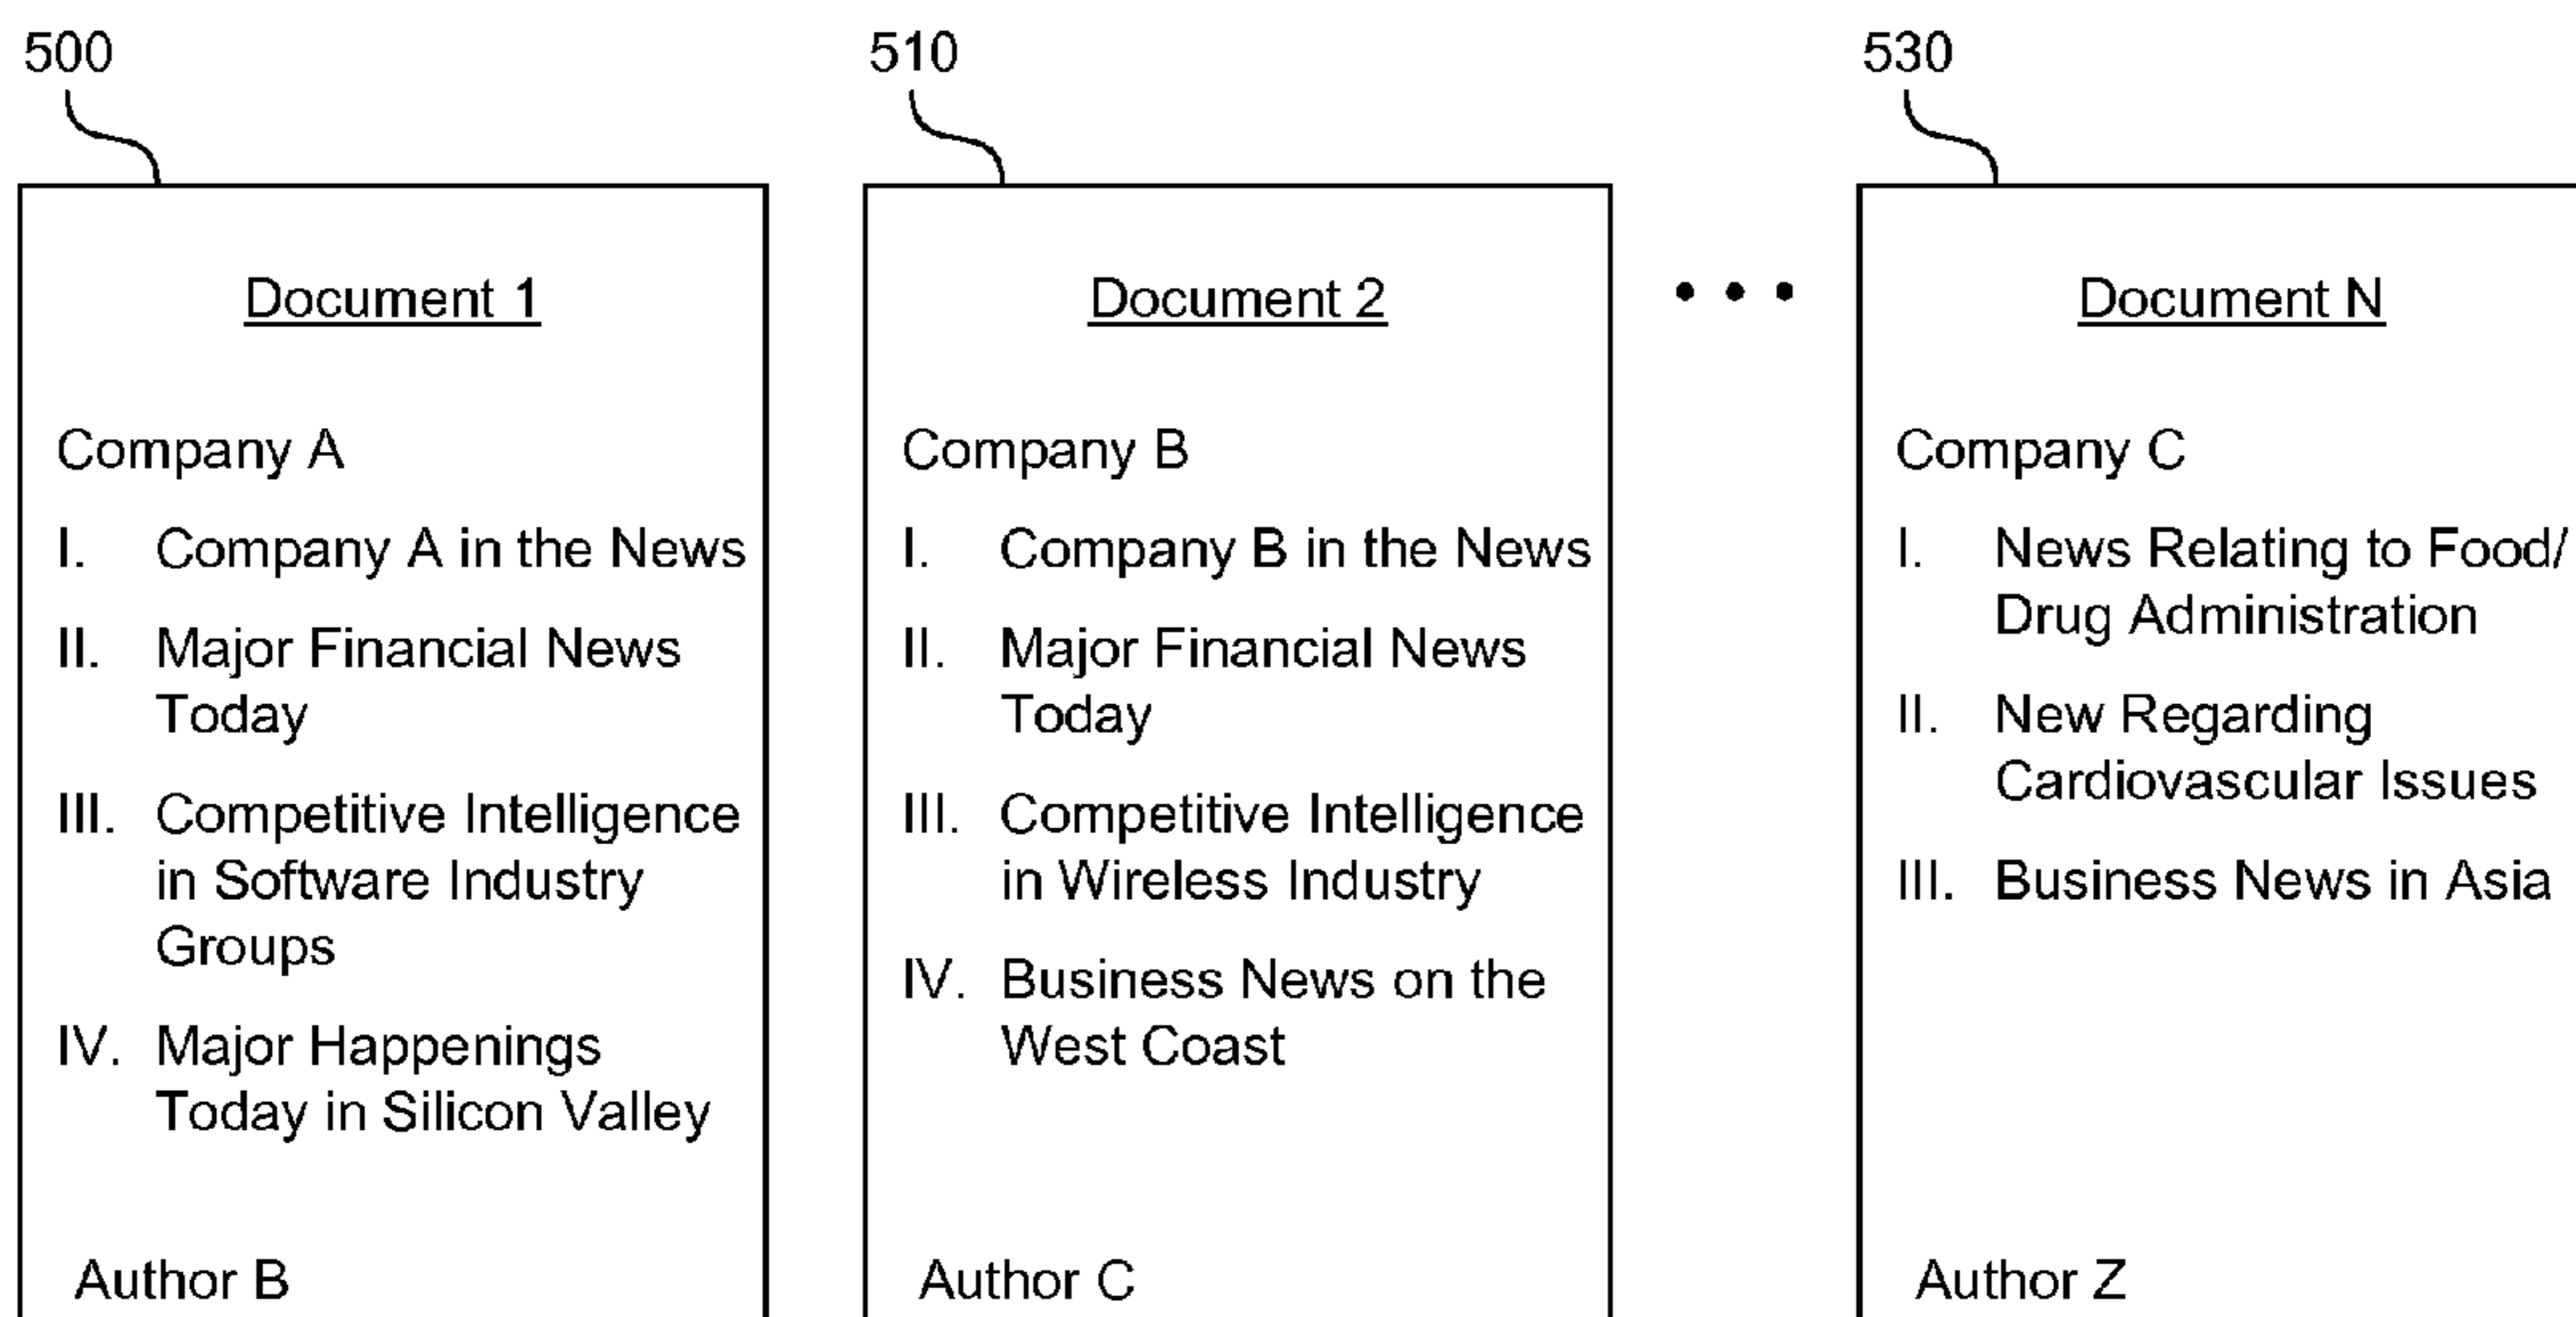 500
Document 1
Company A
I. Company A in the News
II. Major Financial News
Today
III. Competitive Intelligence
in Software Industry
Groups
IV. Major Happenings
Today in Silicon Valley
Author B
510
Document 2
Company B
I. Company B in the News
II. Major Financial News
Today
III. Competitive Intelligence
in Wireless Industry
IV. Business News on the
West Coast
Author C
• • •
530
Document N
Company C
I. News Relating to Food/
Drug Administration
II. New Regarding
Cardiovascular Issues
III. Business News in Asia
Author Z